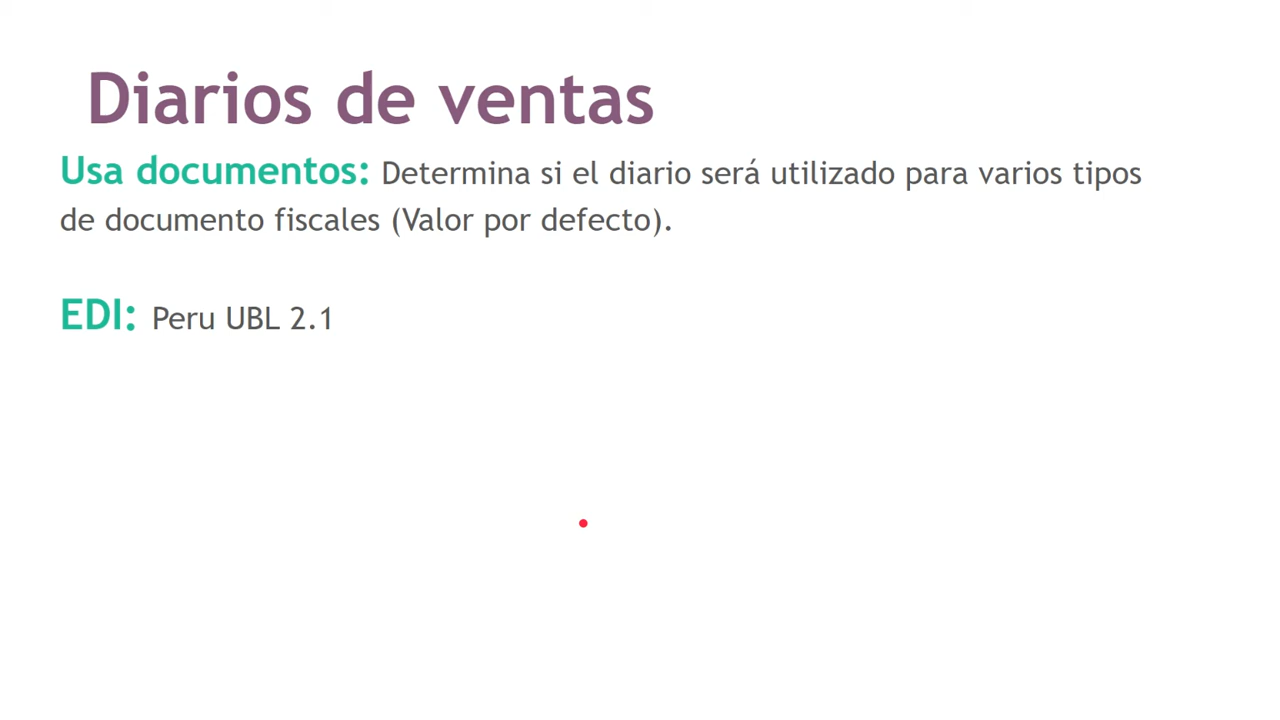 Diarios de ventas
Usa documentos: Determina si el diario será utilizado para varios tipos
de documento fiscales (Valor por defecto).
EDI: Peru UBL 2.1